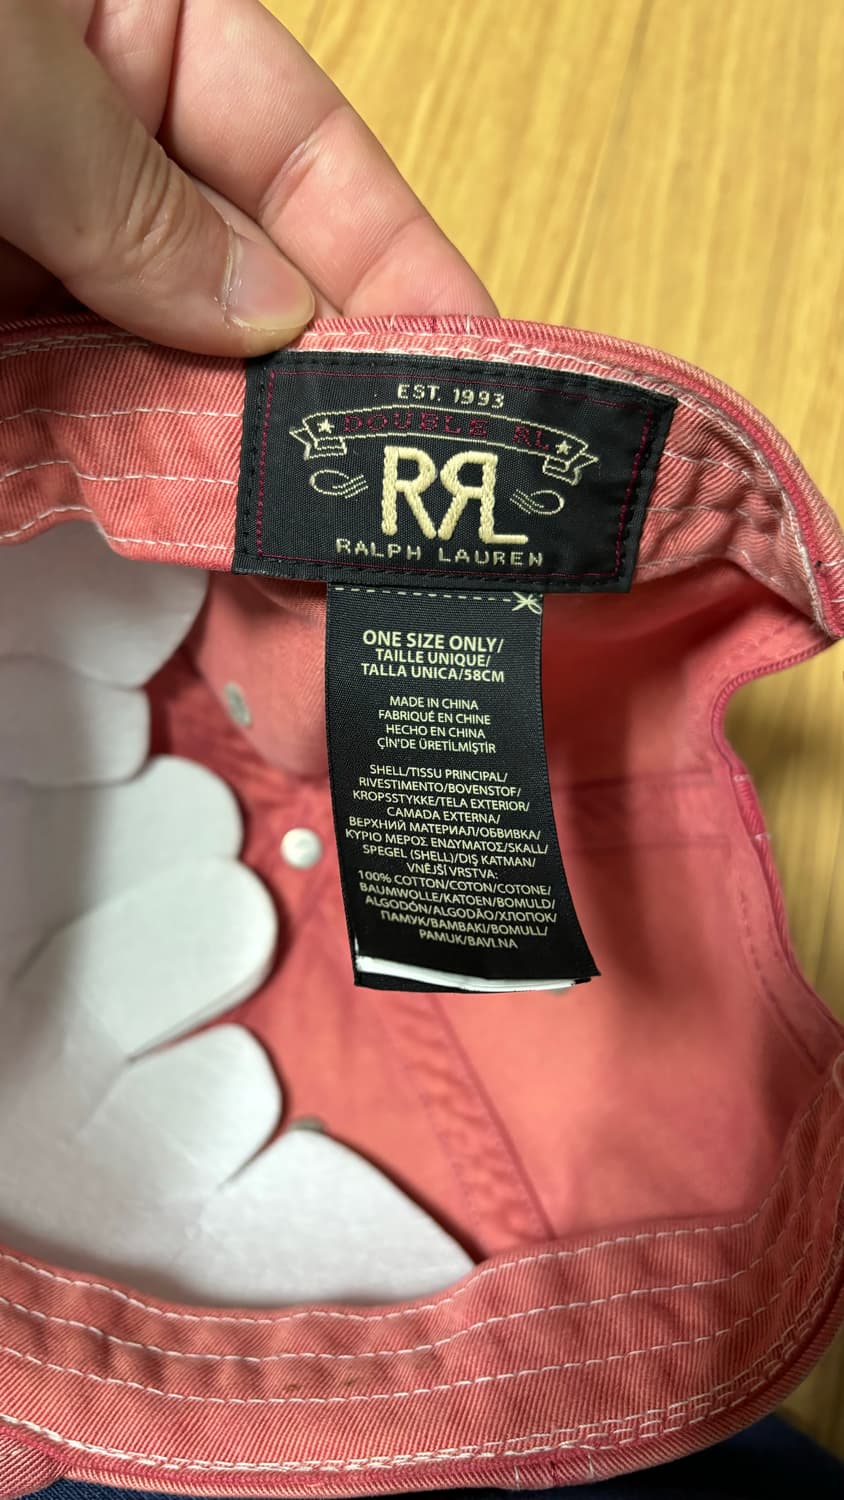 EST. 1993
DOUBLE RL
RRL
RALPH LAUREN
ONE SIZE ONLY/
TAILLE UNIQUE/
TALLA UNICA/58CM
MADE IN CHINA
FABRIQUÉ EN CHINE
HECHO EN CHINA
ÇİN'DE ÜRETİLMİŞTİR
SHELL/TISSU PRINCIPAL/
RIVESTIMENTO/BOVENSTOF/
KROPSSTYKKE/TELA EXTERIOR/
CAMADA EXTERNA/
ВЕРХНИЙ МАТЕРИАЛ/ОБВИВКА/
ΚΥΡΙΟ ΜΕΡΟΣ ΕΝΔΥΜΑΤΟΣ/SKALL/
SPEGEL (SHELL)/DIŞ KATMAN/
VNĚJŠÍ VRSTVA:
100% COTTON/COTON/COTONE/
BAUMWOLLE/KATOEN/BOMULD/
ALGODÓN/ALGODÃO/ХЛОПОК/
ПАМУК/ΒΑΜΒΑΚΙ/BOMULL/
PAMUK/BAVLNA